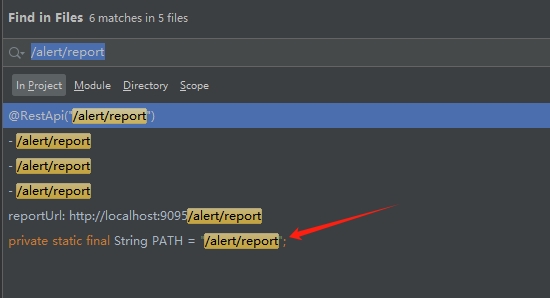 Find in Files 6 matches in 5 files
/alert/report
In Project Module Directory Scope
@RestApi("/alert/report")
- /alert/report
- /alert/report
- /alert/report
reportUrl: http://localhost:9095/alert/report
private static final String PATH = "/alert/report";